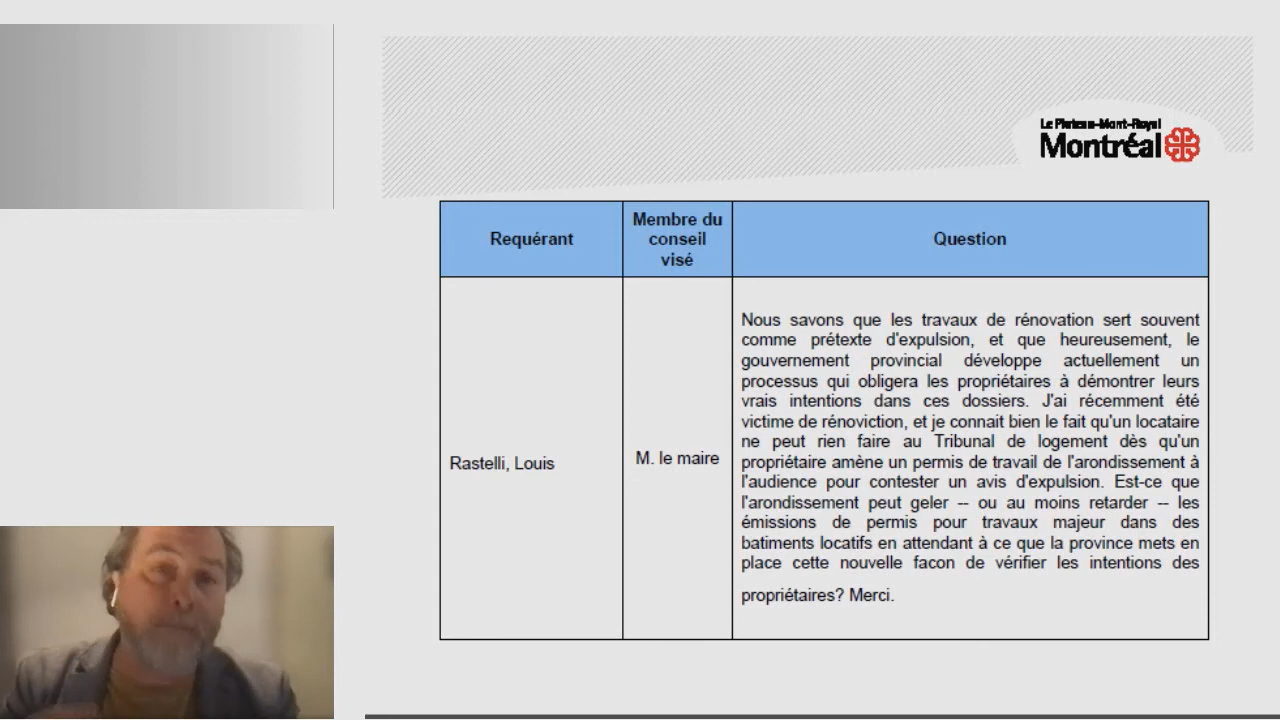 Le Plateau-Mont-Royal
Montréal
Requérant
Membre du
conseil
visé
Question
Rastelli, Louis
M. le maire
Nous savons que les travaux de rénovation sert souvent
comme prétexte d'expulsion, et que heureusement, le
gouvernement provincial développe actuellement un
processus qui obligera les propriétaires à démontrer leurs
vrais intentions dans ces dossiers. J'ai récemment été
victime de rénoviction, et je connait bien le fait qu'un locataire
ne peut rien faire au Tribunal de logement dès qu'un
propriétaire amène un permis de travail de l'arondissement à
l'audience pour contester un avis d'expulsion. Est-ce que
l'arondissement peut geler -- ou au moins retarder -- les
émissions de permis pour travaux majeur dans des
batiments locatifs en attendant à ce que la province mets en
place cette nouvelle facon de vérifier les intentions des
propriétaires? Merci.